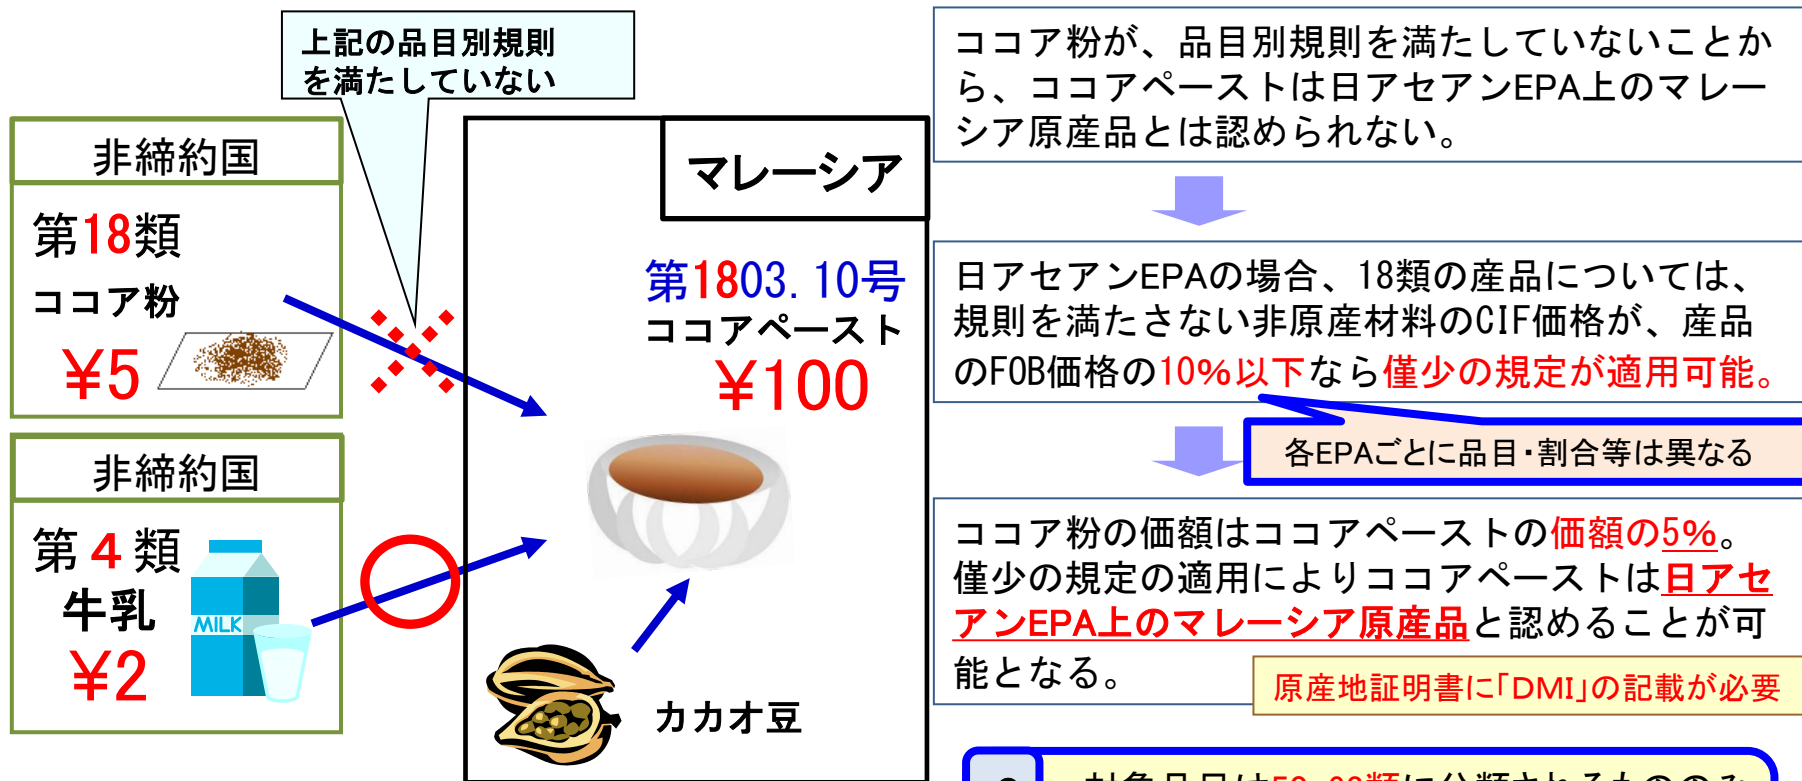 上記の品目別規則
を満たしていない
非締約国
第18類
ココア粉
¥5
非締約国
第4類
牛乳
MILK
¥2
マレーシア
第1803.10号
ココアペースト
¥100
カカオ豆
ココア粉が、品目別規則を満たしていないことか
ら、ココアペーストは日アセアンEPA上のマレー
シア原産品とは認められない。
日アセアンEPAの場合、18類の産品については、
規則を満たさない非原産材料のCIF価格が、産品
のFOB価格の10%以下なら僅少の規定が適用可能。
各EPAごとに品目・割合等は異なる
ココア粉の価額はココアペーストの価額の5%。
僅少の規定の適用によりココアペーストは日アセ
アンEPA上のマレーシア原産品と認めることが可
能となる。
原産地証明書に「DMI」の記載が必要